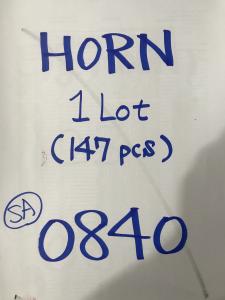 HORN
1 Lot
(147 pcs)
SA
0840